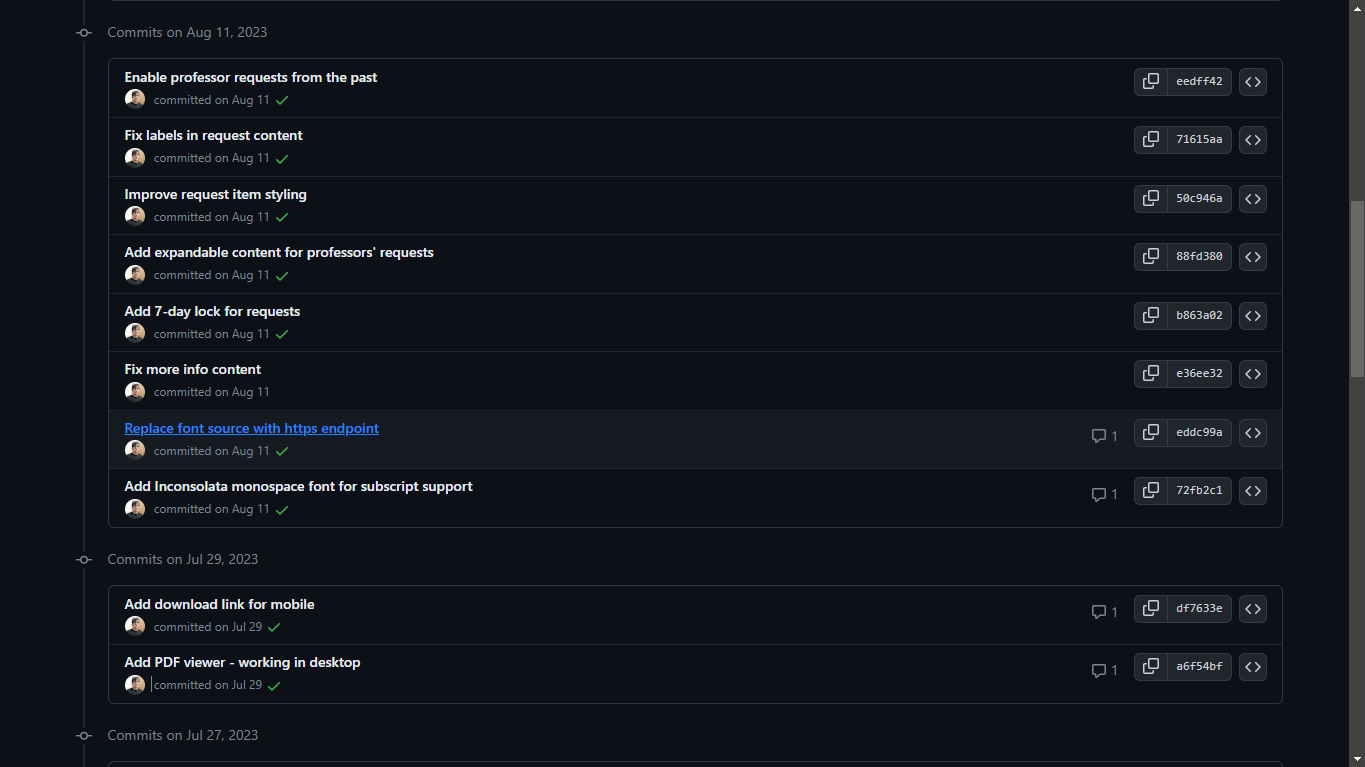 Commits on Aug 11, 2023
Enable professor requests from the past
eedff42
committed on Aug 11
Fix labels in request content
71615aa
committed on Aug 11
Improve request item styling
50c946a
committed on Aug 11
Add expandable content for professors' requests
88fd380
committed on Aug 11
Add 7-day lock for requests
b863a02
committed on Aug 11
Fix more info content
e36ee32
committed on Aug 11
Replace font source with https endpoint
1 eddc99a
committed on Aug 11
Add Inconsolata monospace font for subscript support
1 72fb2c1
committed on Aug 11
Commits on Jul 29, 2023
Add download link for mobile
1 df7633e
committed on Jul 29
Add PDF viewer - working in desktop
1 a6f54bf
committed on Jul 29
Commits on Jul 27, 2023